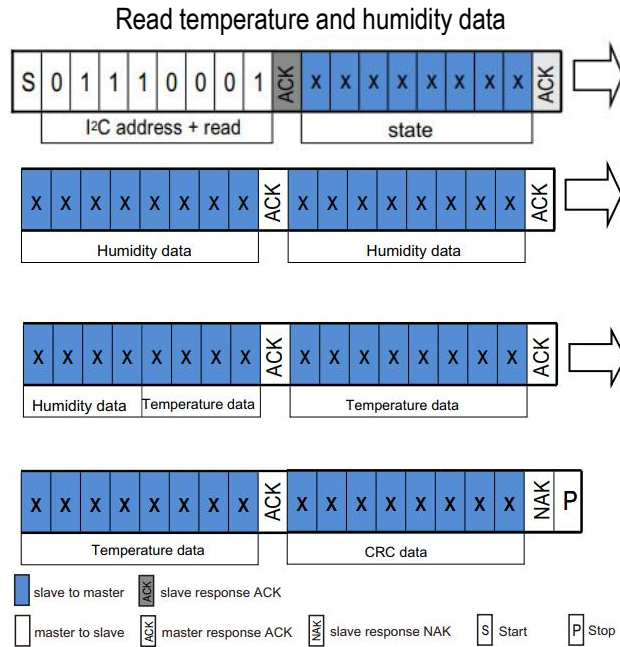 Read temperature and humidity data
S 0 1 1 1 0 0 0 1 ACK X X X X X X X X ACK
I²C address + read state
X X X X X X X X ACK X X X X X X X X ACK
Humidity data Humidity data
X X X X X X X X ACK X X X X X X X X ACK
Humidity data Temperature data Temperature data
X X X X X X X X ACK X X X X X X X X NAK P
Temperature data CRC data
slave to master ACK slave response ACK
master to slave ACK master response ACK NAK slave response NAK S Start P Stop